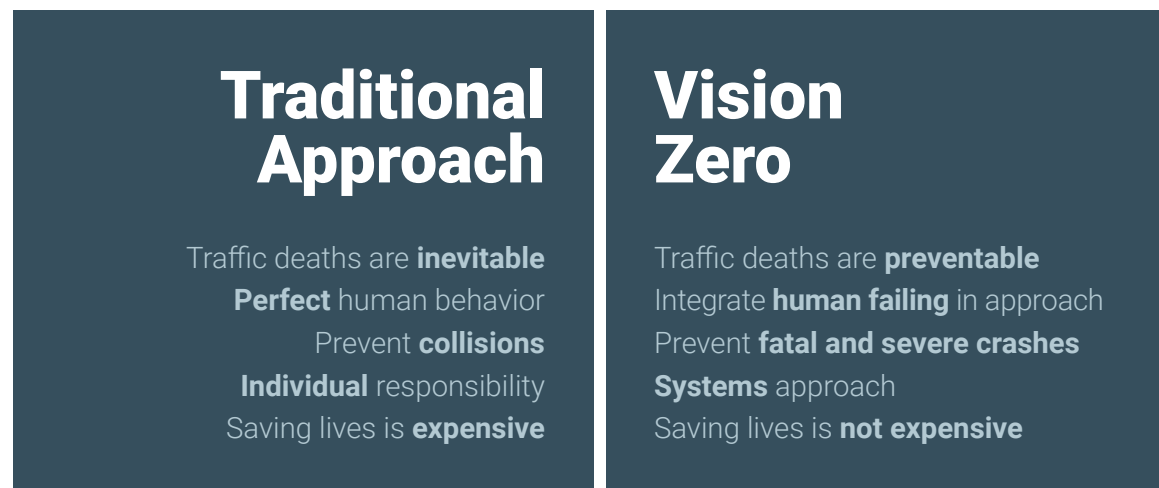 Traditional
Approach
Traffic deaths are inevitable
Perfect human behavior
Prevent collisions
Individual responsibility
Saving lives is expensive
Vision
Zero
Traffic deaths are preventable
Integrate human failing in approach
Prevent fatal and severe crashes
Systems approach
Saving lives is not expensive